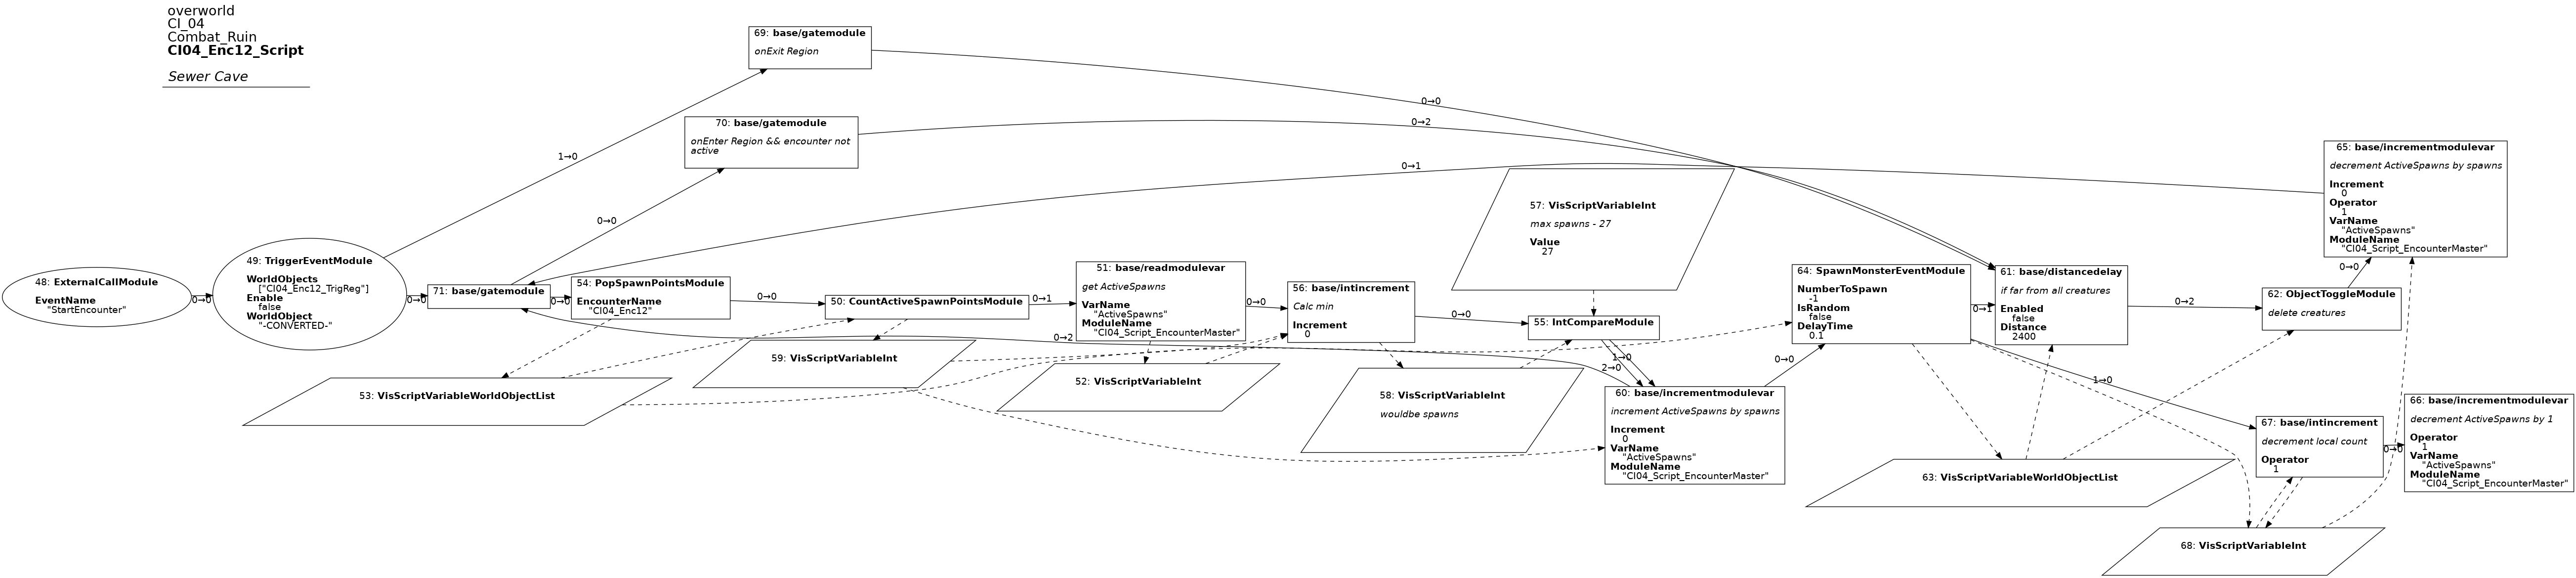 overworld
CI_04
Combat_Ruin
CI04_Enc12_Script
Sewer Cave
69: base/gatemodule
onExit Region
70: base/gatemodule
onEnter Region && encounter not
active
48: ExternalCallModule
EventName
"StartEncounter"
0→0
49: TriggerEventModule
WorldObjects
["CI04_Enc12_TrigReg"]
Enable
false
WorldObject
"-CONVERTED-"
1→0
0→0
71: base/gatemodule
0→0
0→0
54: PopSpawnPointsModule
EncounterName
"CI04_Enc12"
0→0
50: CountActiveSpawnPointsModule
0→1
51: base/readmodulevar
get ActiveSpawns
VarName
"ActiveSpawns"
ModuleName
"CI04_Script_EncounterMaster"
0→0
56: base/intincrement
Calc min
Increment
0
0→0
57: VisScriptVariableInt
max spawns - 27
Value
27
55: IntCompareModule
1→0
2→0
60: base/incrementmodulevar
increment ActiveSpawns by spawns
Increment
0
VarName
"ActiveSpawns"
ModuleName
"CI04_Script_EncounterMaster"
0→0
0→2
53: VisScriptVariableWorldObjectList
59: VisScriptVariableInt
52: VisScriptVariableInt
58: VisScriptVariableInt
wouldbe spawns
64: SpawnMonsterEventModule
NumberToSpawn
-1
IsRandom
false
DelayTime
0.1
0→1
1→0
61: base/distancedelay
if far from all creatures
Enabled
false
Distance
2400
0→2
62: ObjectToggleModule
delete creatures
0→0
65: base/incrementmodulevar
decrement ActiveSpawns by spawns
Increment
0
Operator
1
VarName
"ActiveSpawns"
ModuleName
"CI04_Script_EncounterMaster"
0→0
0→2
0→1
63: VisScriptVariableWorldObjectList
67: base/intincrement
decrement local count
Operator
1
0→0
66: base/incrementmodulevar
decrement ActiveSpawns by 1
Operator
1
VarName
"ActiveSpawns"
ModuleName
"CI04_Script_EncounterMaster"
68: VisScriptVariableInt